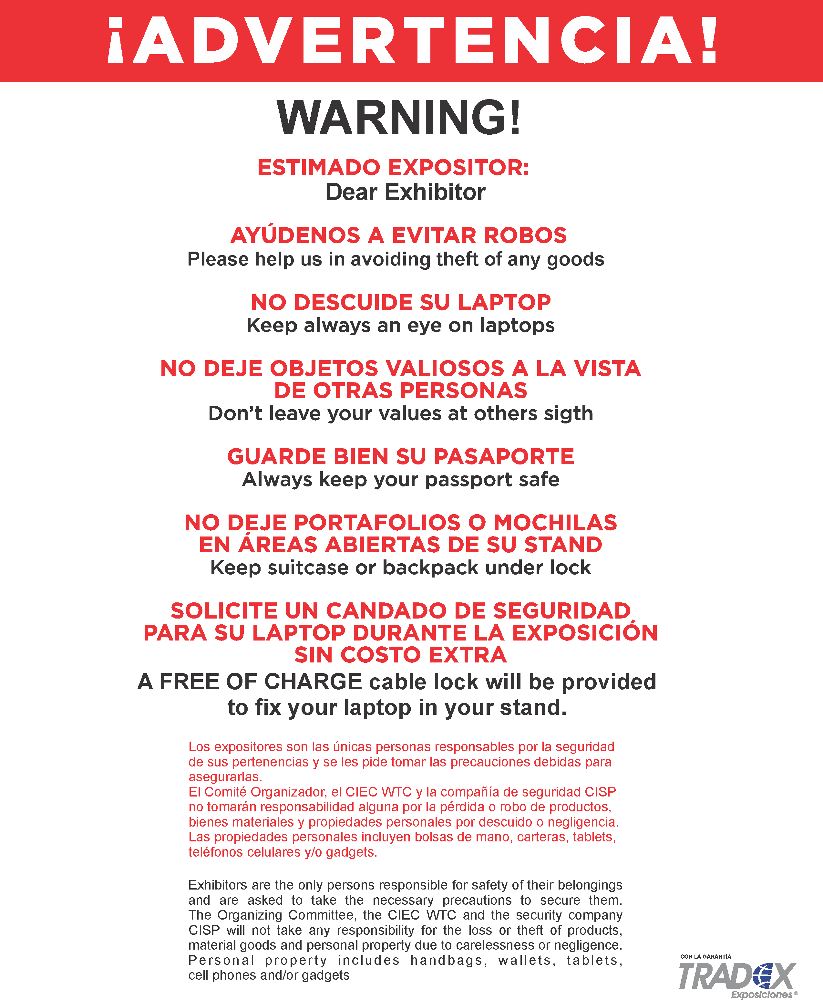 ¡ADVERTENCIA!
WARNING!
ESTIMADO EXPOSITOR:
Dear Exhibitor
AYÚDENOS A EVITAR ROBOS
Please help us in avoiding theft of any goods
NO DESCUIDE SU LAPTOP
Keep always an eye on laptops
NO DEJE OBJETOS VALIOSOS A LA VISTA
DE OTRAS PERSONAS
Don’t leave your values at others sigth
GUARDE BIEN SU PASAPORTE
Always keep your passport safe
NO DEJE PORTAFOLIOS O MOCHILAS
EN ÁREAS ABIERTAS DE SU STAND
Keep suitcase or backpack under lock
SOLICITE UN CANDADO DE SEGURIDAD
PARA SU LAPTOP DURANTE LA EXPOSICIÓN
SIN COSTO EXTRA
A FREE OF CHARGE cable lock will be provided
to fix your laptop in your stand.
Los expositores son las únicas personas responsables por la seguridad
de sus pertenencias y se les pide tomar las precauciones debidas para
asegurarlas.
El Comité Organizador, el CIEC WTC y la compañía de seguridad CISP
no tomarán responsabilidad alguna por la pérdida o robo de productos,
bienes materiales y propiedades personales por descuido o negligencia.
Las propiedades personales incluyen bolsas de mano, carteras, tablets,
teléfonos celulares y/o gadgets.
Exhibitors are the only persons responsible for safety of their belongings
and are asked to take the necessary precautions to secure them.
The Organizing Committee, the CIEC WTC and the security company
CISP will not take any responsibility for the loss or theft of products,
material goods and personal property due to carelessness or negligence.
Personal property includes handbags, wallets, tablets,
cell phones and/or gadgets
CON LA GARANTÍA
TRADEX
Exposiciones®